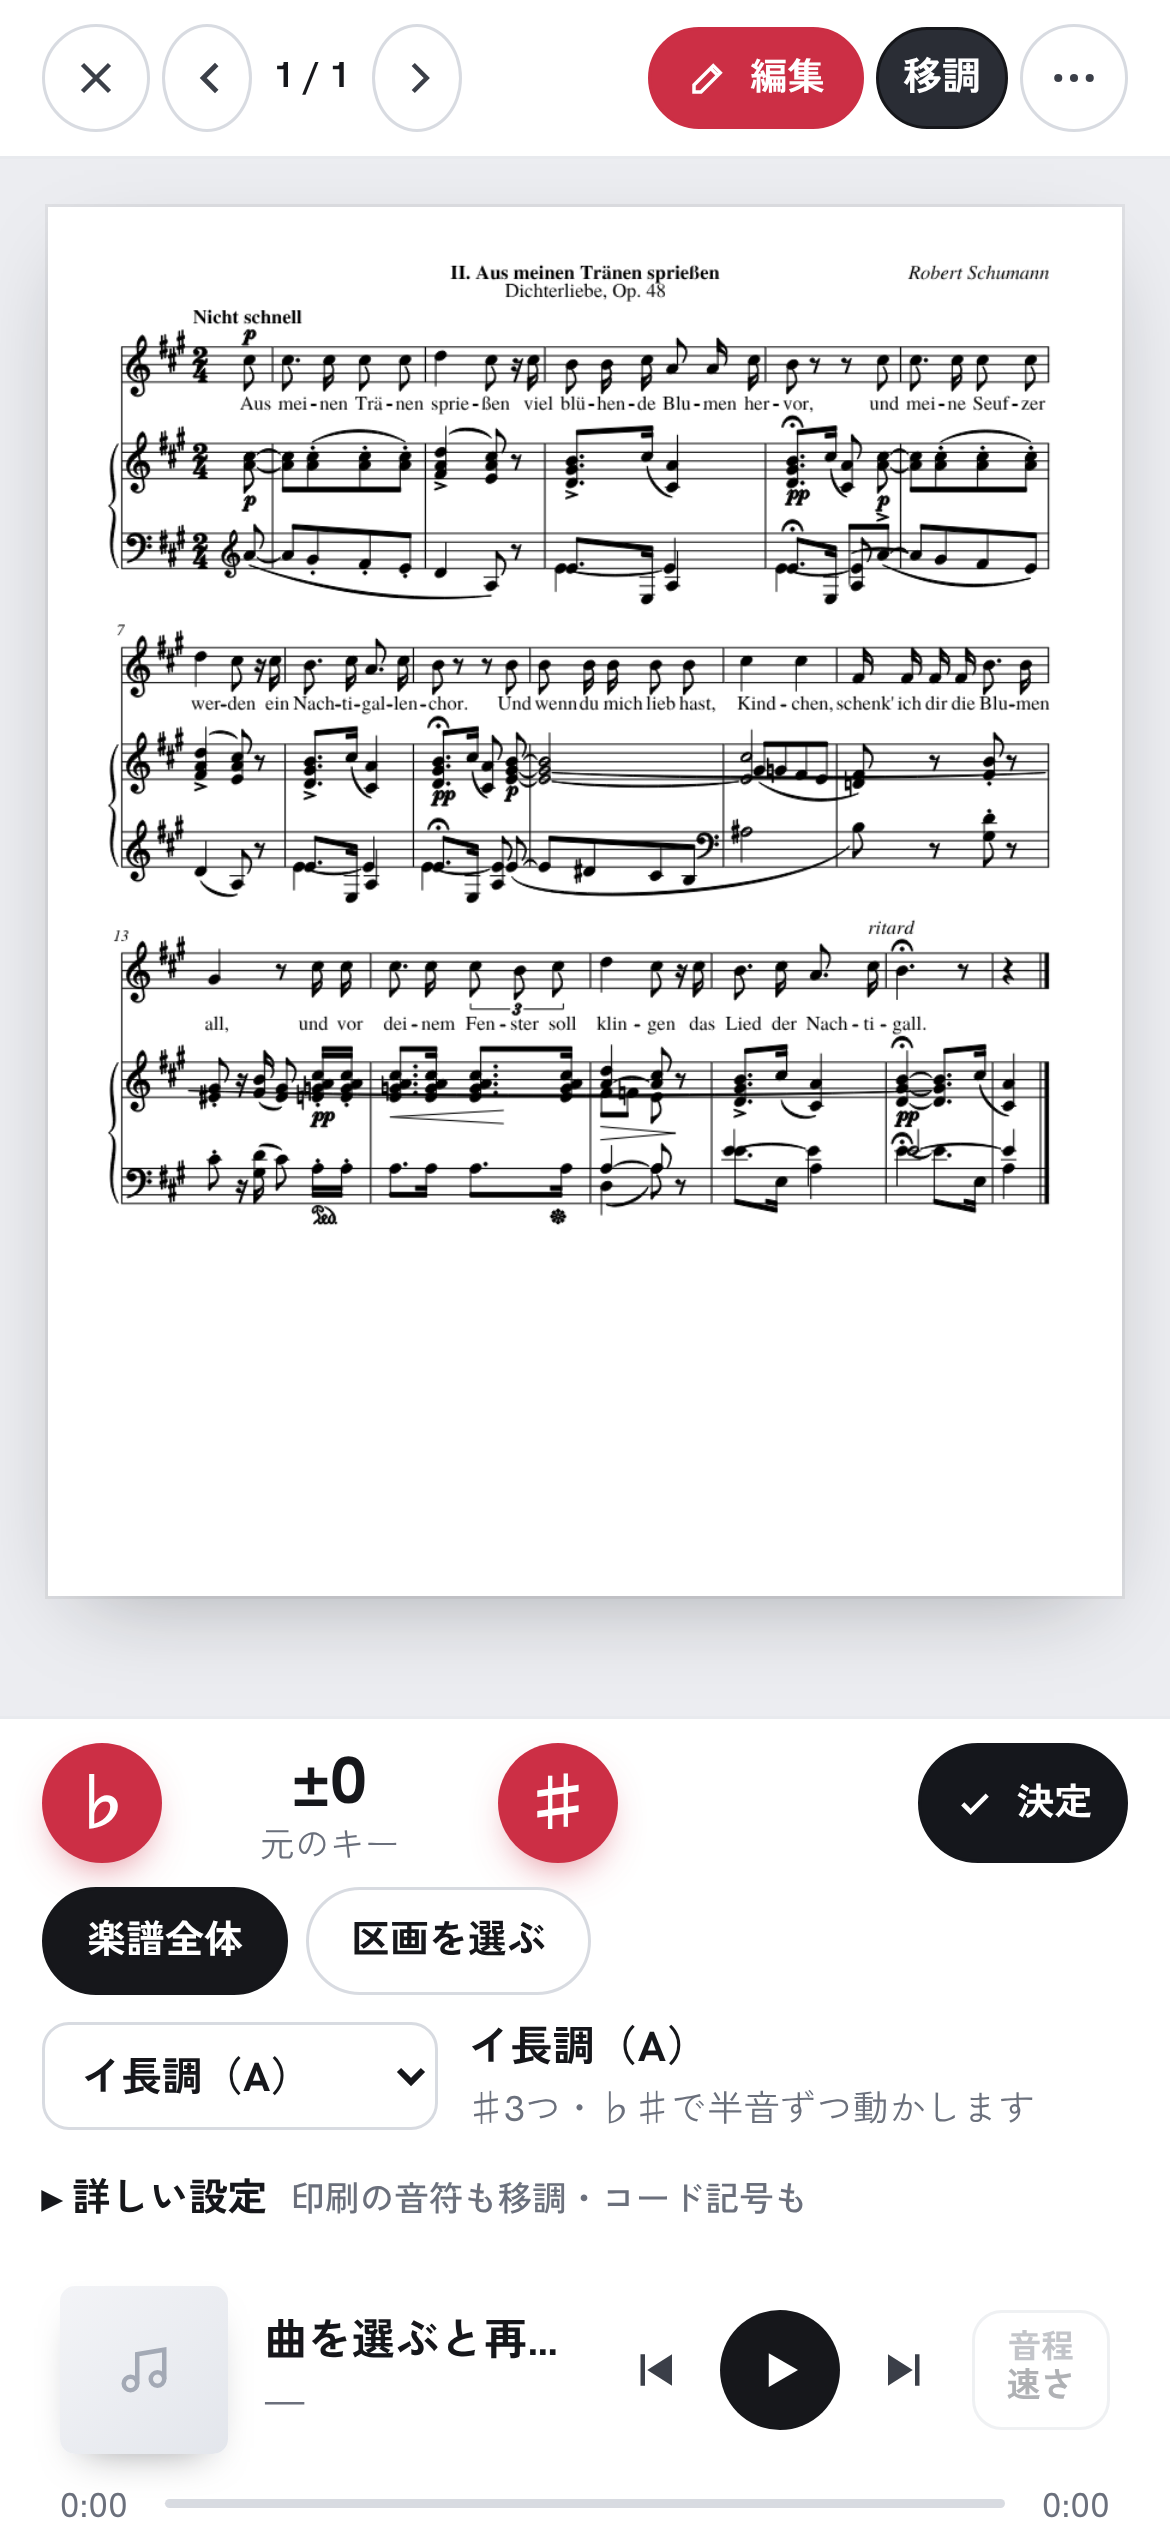 1 / 1
編集
移調
II. Aus meinen Tränen sprießen
Robert Schumann
Dichterliebe, Op. 48
Nicht schnell
p
Aus mei-nen Trä-nen sprie-ßen viel blü-hen-de Blu-men her-vor, und mei-ne Seuf-zer
p pp p
7
wer-den ein Nach-ti-gal-len-chor. Und wenn du mich lieb hast, Kind-chen, schenk' ich dir die Blu-men
pp p
13
ritard
3
all, und vor dei-nem Fen-ster soll klin-gen das Lied der Nach-ti-gall.
pp pp
Ped.
±0
元のキー
決定
楽譜全体
区画を選ぶ
イ長調（A）
イ長調（A）
♯3つ・♭♯で半音ずつ動かします
▸ 詳しい設定 印刷の音符も移調・コード記号も
曲を選ぶと再...
—
音程
速さ
0:00
0:00